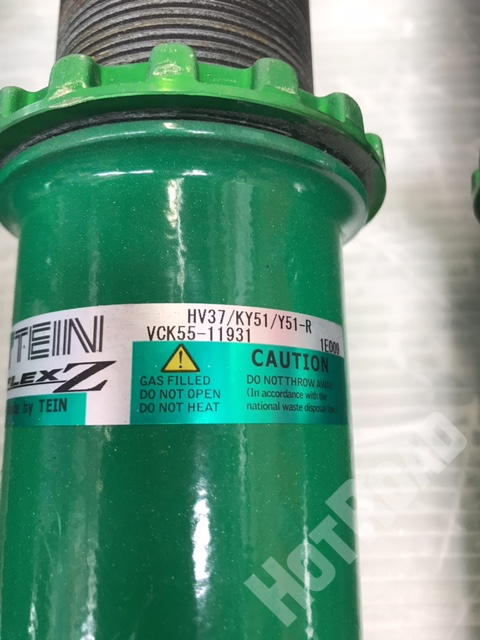 HV37/KY51/Y51-R
VCK55-11931
1E009
TEIN
FLEX Z
by TEIN
GAS FILLED
DO NOT OPEN
DO NOT HEAT
CAUTION
DO NOT THROW AWAY
(In accordance with the
national waste disposal
HOTROAD